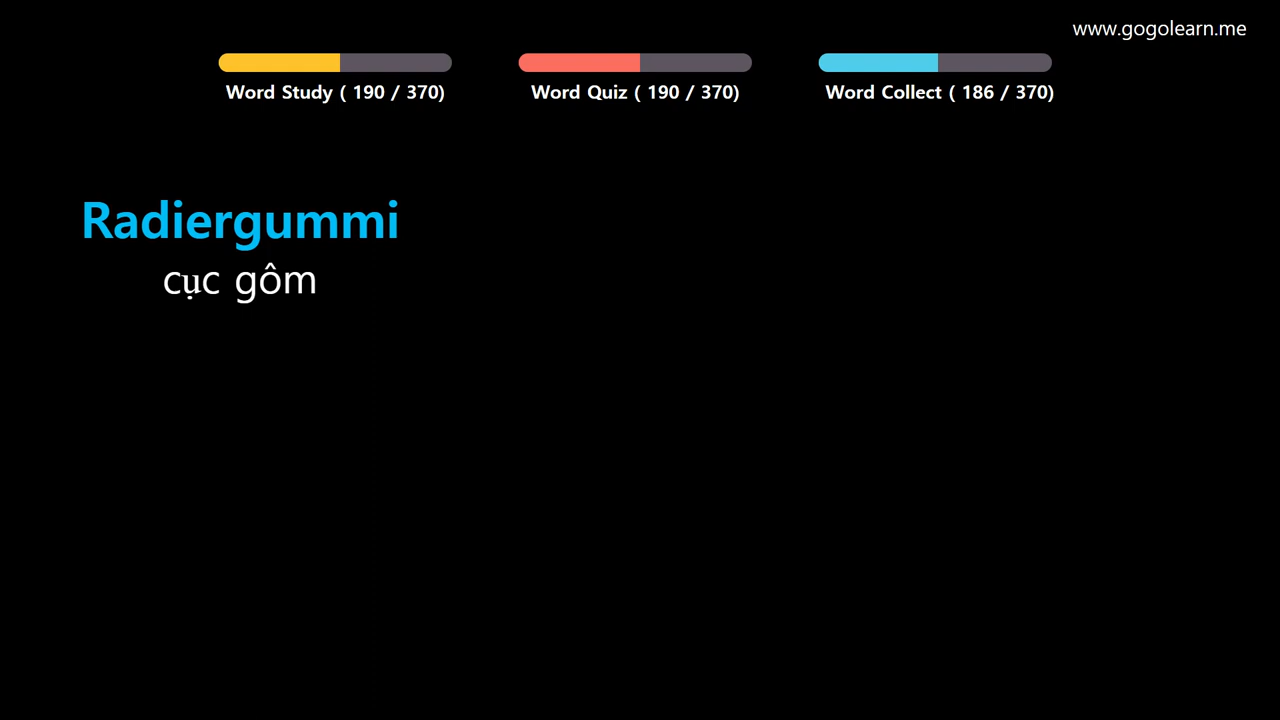 www.gogolearn.me
Word Study ( 190 / 370)
Word Quiz ( 190 / 370)
Word Collect ( 186 / 370)
Radiergummi
cục gôm